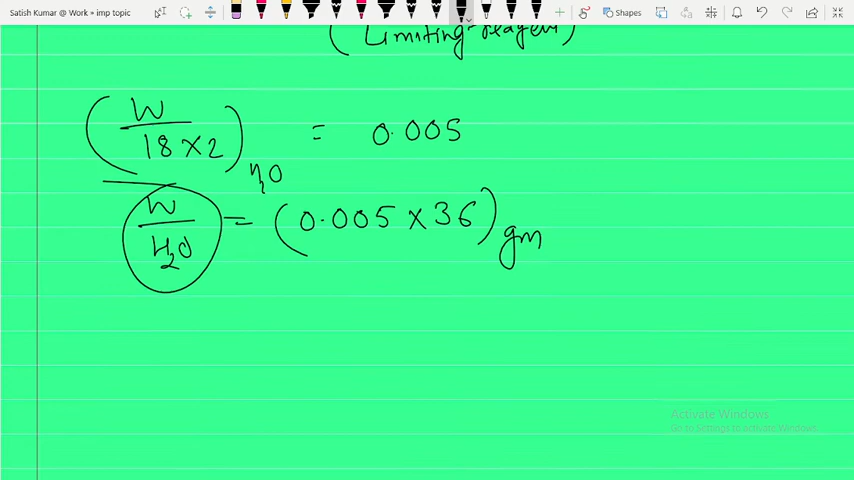 Satish Kumar @ Work » imp topic
Shapes
(Limiting-reagent)
(W / 18 × 2) H2O = 0.005
W / H2O = (0.005 × 36) gm
Activate Windows
Go to Settings to activate Windows.